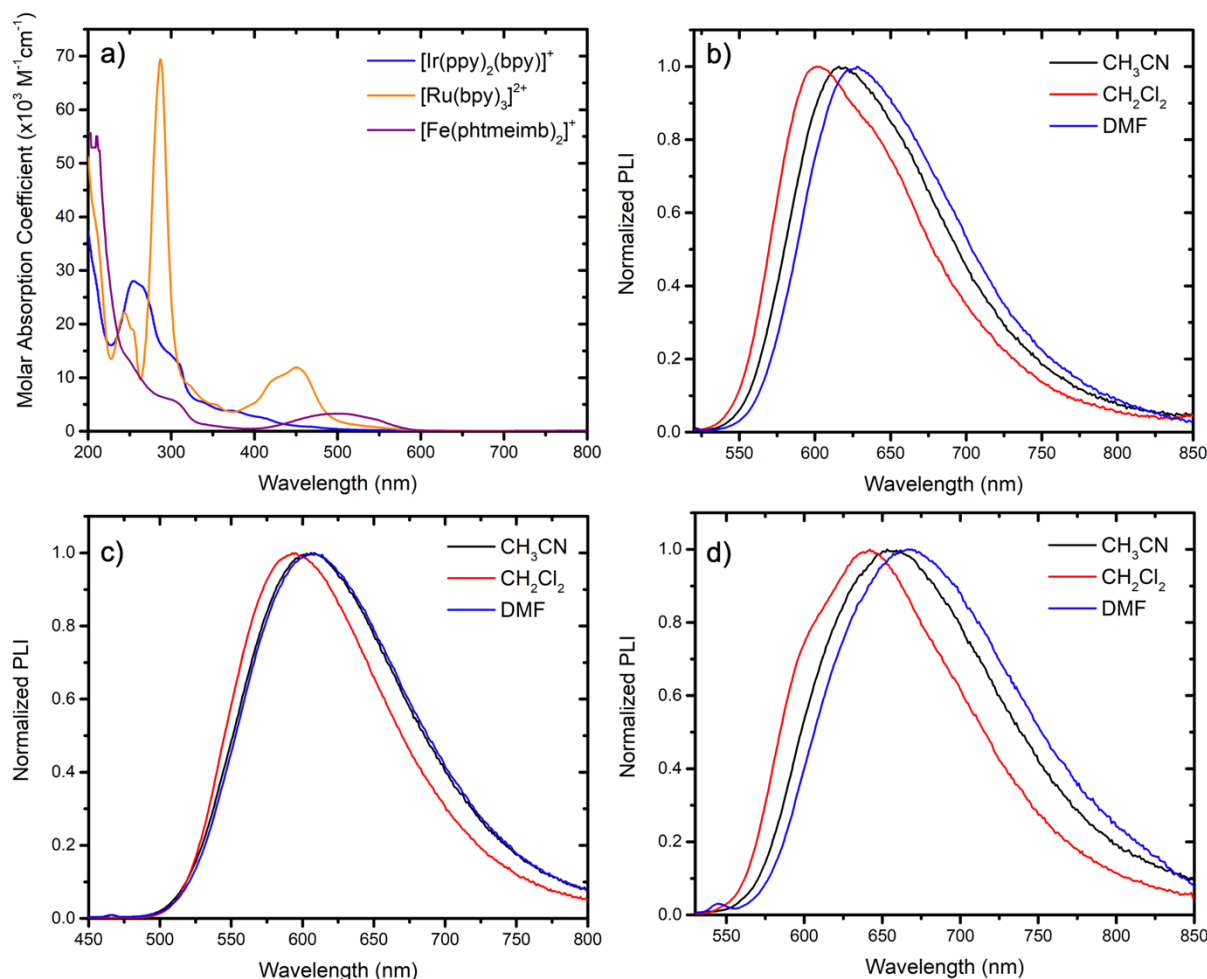 a)
[Ir(ppy)₂(bpy)]⁺
[Ru(bpy)₃]²⁺
[Fe(phtmeimb)₂]⁺
Molar Absorption Coefficient (x10³ M⁻¹cm⁻¹)
70
60
50
40
30
20
10
0
200 300 400 500 600 700 800
Wavelength (nm)
b)
CH₃CN
CH₂Cl₂
DMF
Normalized PLI
1.0
0.8
0.6
0.4
0.2
0.0
550 600 650 700 750 800 850
Wavelength (nm)
c)
CH₃CN
CH₂Cl₂
DMF
Normalized PLI
1.0
0.8
0.6
0.4
0.2
0.0
450 500 550 600 650 700 750 800
Wavelength (nm)
d)
CH₃CN
CH₂Cl₂
DMF
Normalized PLI
1.0
0.8
0.6
0.4
0.2
0.0
550 600 650 700 750 800 850
Wavelength (nm)